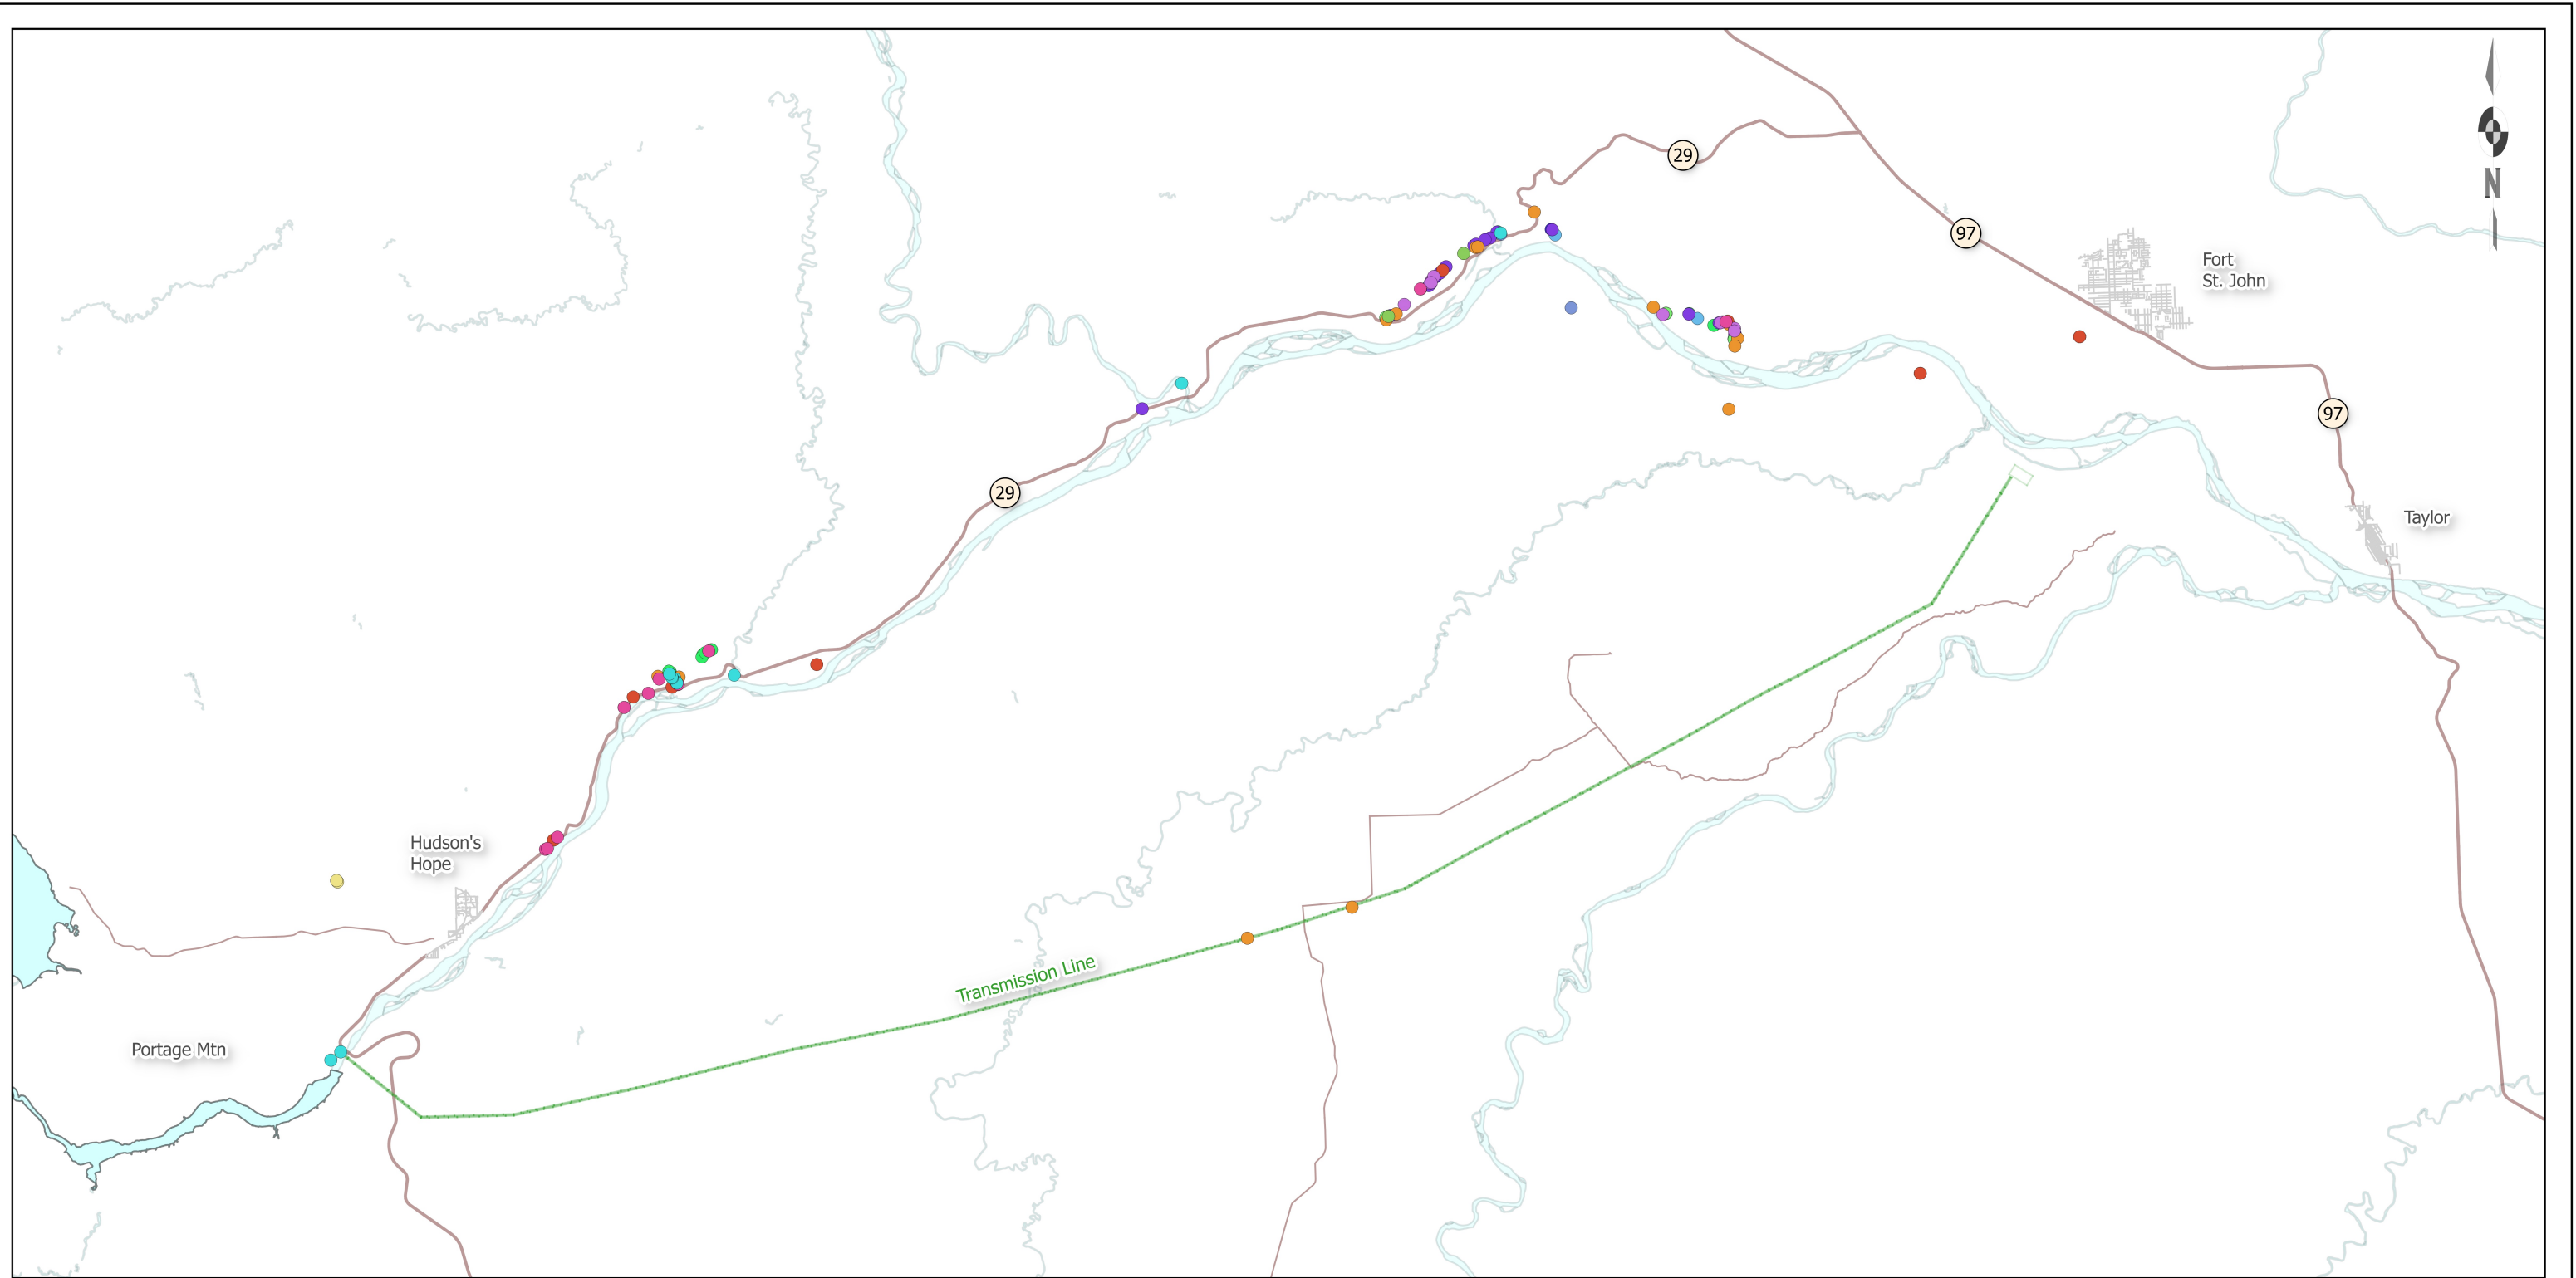 29
N
97
Fort
St. John
97
29
Taylor
Hudson's
Hope
Transmission Line
Portage Mtn